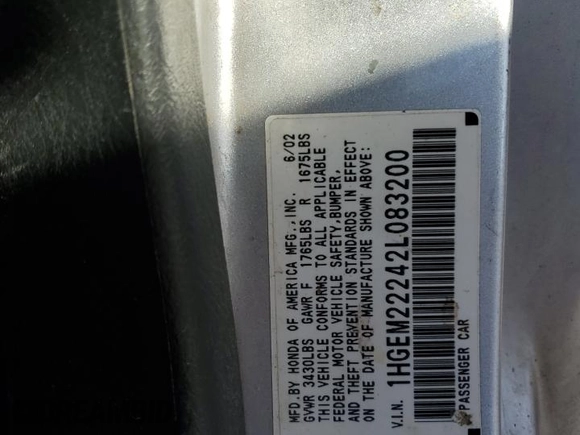 MFD.BY HONDA OF AMERICA MFG.,INC. 6/02
GVWR 3430LBS GAWR F 1765LBS R 1675LBS
THIS VEHICLE CONFORMS TO ALL APPLICABLE
FEDERAL MOTOR VEHICLE SAFETY,BUMPER,
AND THEFT PREVENTION STANDARDS IN EFFECT
ON THE DATE OF MANUFACTURE SHOWN ABOVE:
V.I.N. 1HGEM22242L083200
PASSENGER CAR